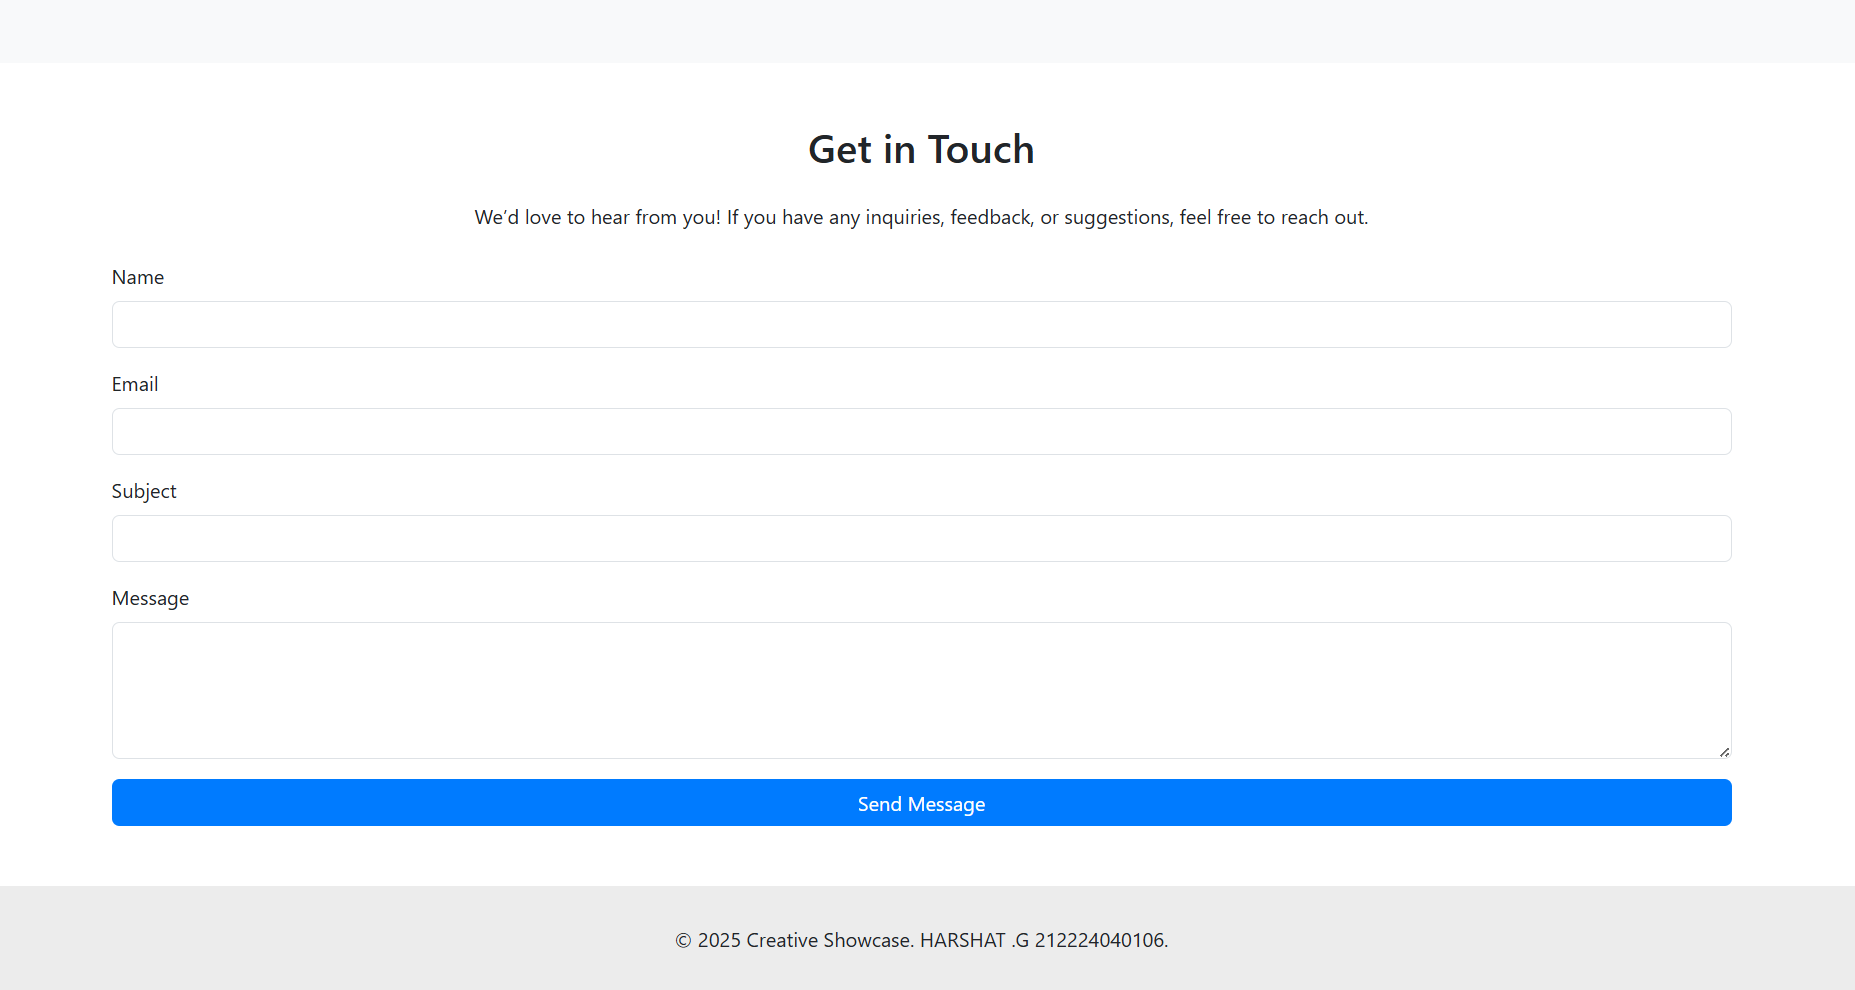 Get in Touch
We’d love to hear from you! If you have any inquiries, feedback, or suggestions, feel free to reach out.
Name
Email
Subject
Message
Send Message
© 2025 Creative Showcase. HARSHAT .G 212224040106.